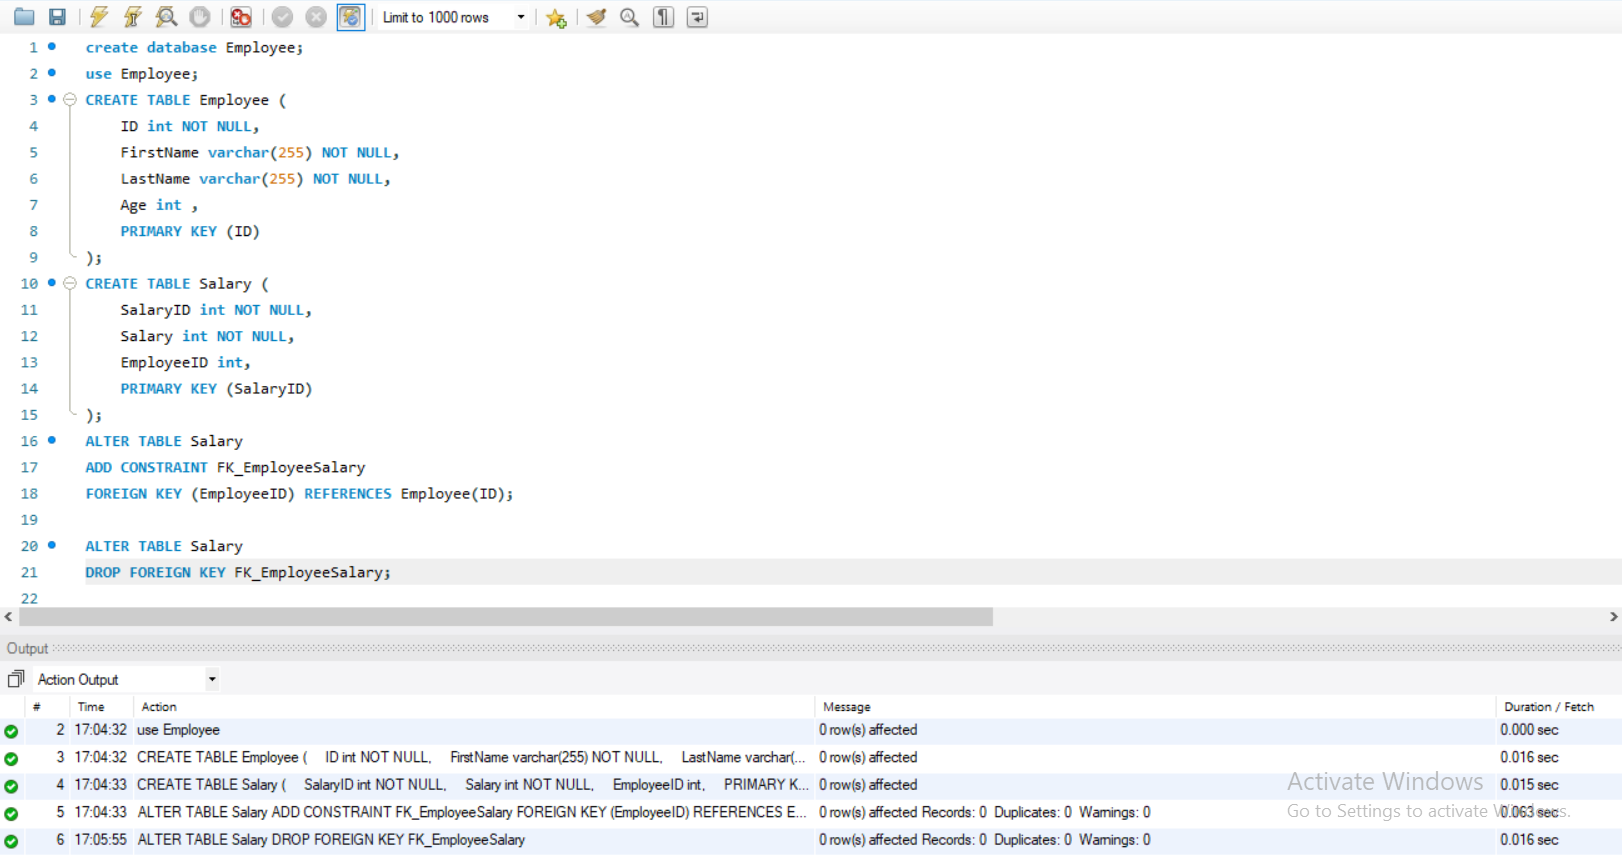 Limit to 1000 rows
1 create database Employee;
2 use Employee;
3 CREATE TABLE Employee (
4 ID int NOT NULL,
5 FirstName varchar(255) NOT NULL,
6 LastName varchar(255) NOT NULL,
7 Age int ,
8 PRIMARY KEY (ID)
9 );
10 CREATE TABLE Salary (
11 SalaryID int NOT NULL,
12 Salary int NOT NULL,
13 EmployeeID int,
14 PRIMARY KEY (SalaryID)
15 );
16 ALTER TABLE Salary
17 ADD CONSTRAINT FK_EmployeeSalary
18 FOREIGN KEY (EmployeeID) REFERENCES Employee(ID);
19
20 ALTER TABLE Salary
21 DROP FOREIGN KEY FK_EmployeeSalary;
22
Output
Action Output
# Time Action Message Duration / Fetch
2 17:04:32 use Employee 0 row(s) affected 0.000 sec
3 17:04:32 CREATE TABLE Employee ( ID int NOT NULL, FirstName varchar(255) NOT NULL, LastName varchar(... 0 row(s) affected 0.016 sec
4 17:04:33 CREATE TABLE Salary ( SalaryID int NOT NULL, Salary int NOT NULL, EmployeeID int, PRIMARY K... 0 row(s) affected 0.015 sec
5 17:04:33 ALTER TABLE Salary ADD CONSTRAINT FK_EmployeeSalary FOREIGN KEY (EmployeeID) REFERENCES E... 0 row(s) affected Records: 0 Duplicates: 0 Warnings: 0 0.063 sec
6 17:05:55 ALTER TABLE Salary DROP FOREIGN KEY FK_EmployeeSalary 0 row(s) affected Records: 0 Duplicates: 0 Warnings: 0 0.016 sec
Activate Windows
Go to Settings to activate Windows.